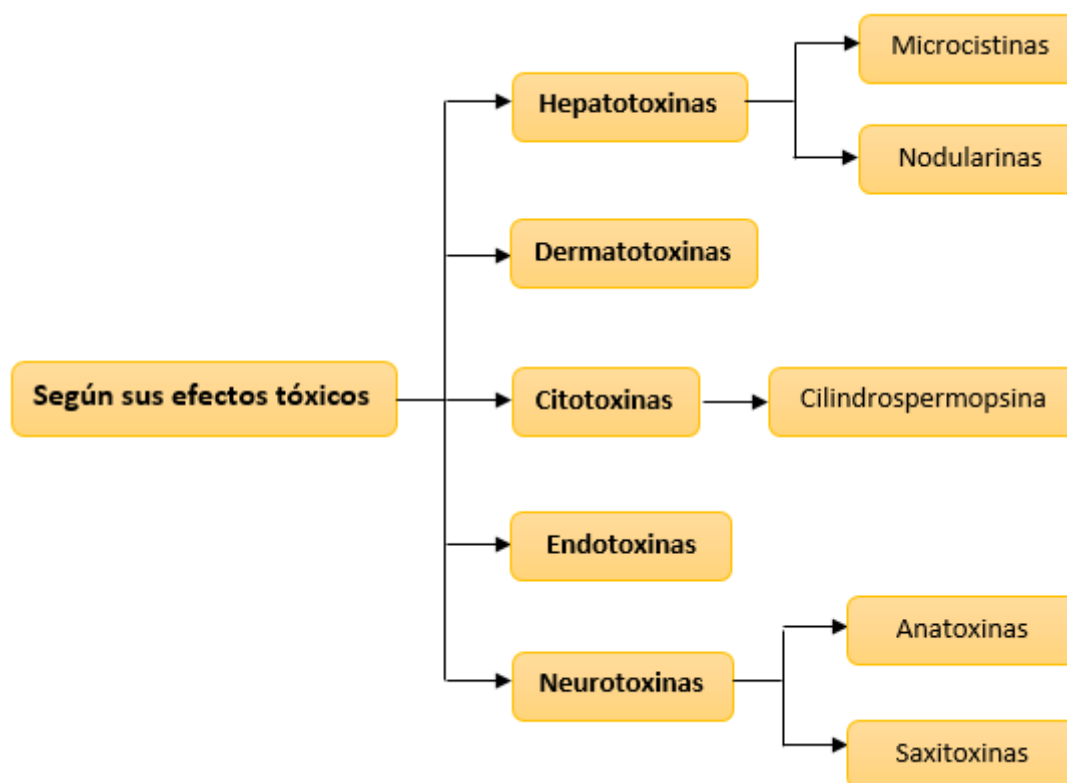 Según sus efectos tóxicos
Hepatotoxinas
Microcistinas
Nodularinas
Dermatotoxinas
Citotoxinas
Cilindrospermopsina
Endotoxinas
Neurotoxinas
Anatoxinas
Saxitoxinas